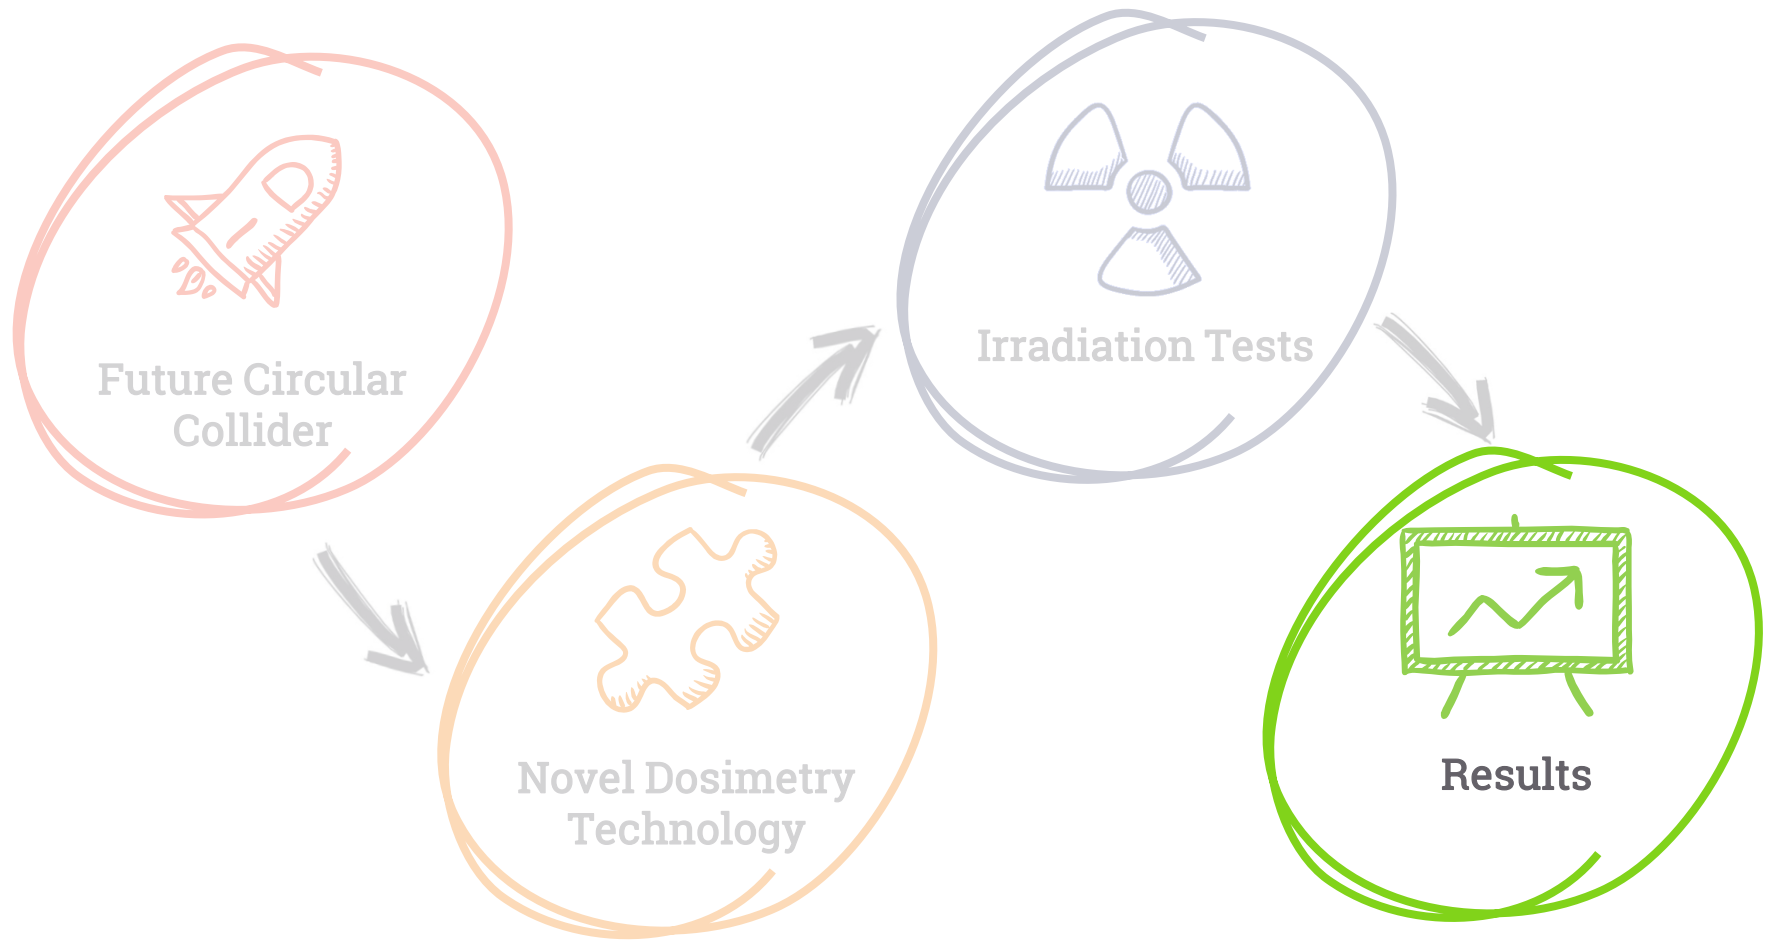 Future Circular
Collider
Novel Dosimetry
Technology
Irradiation Tests
Results